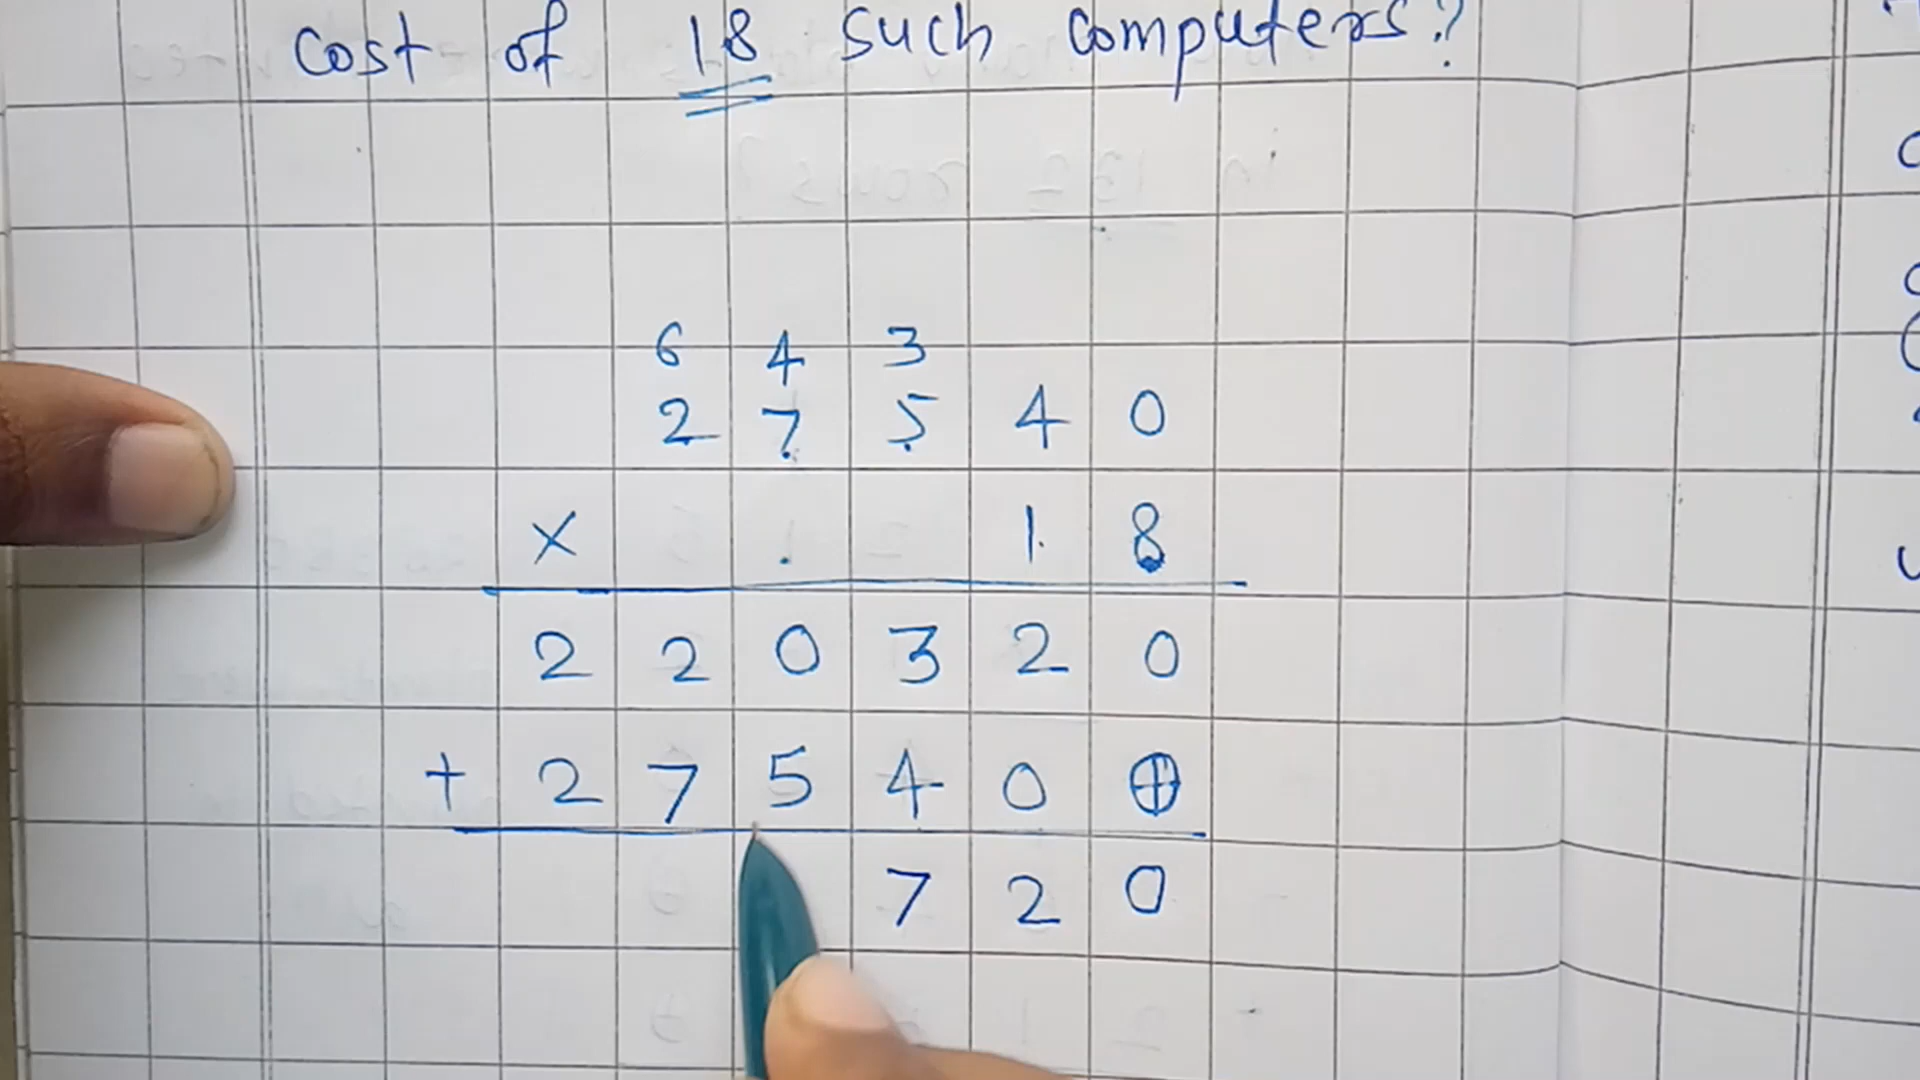 Cost of 18 such computers?
6 4 3
2 7 5 4 0
× 1 8
2 2 0 3 2 0
+ 2 7 5 4 0 0
7 2 0